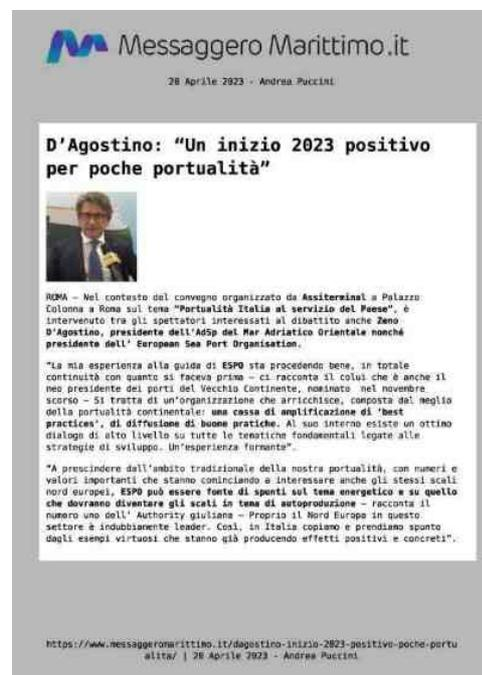 Messaggero Marittimo.it
28 Aprile 2023 - Andrea Puccini
D'Agostino: "Un inizio 2023 positivo
per poche portualità"
ROMA – Nel contesto del convegno organizzato da Assiterminal a Palazzo
Colonna a Roma sul tema "Portualità Italia al servizio del Paese", è
intervenuto tra gli spettatori interessati al dibattito anche Zeno
D'Agostino, presidente dell'AdSp del Mar Adriatico Orientale nonché
presidente dell' European Sea Port Organisation.
"La mia esperienza alla guida di ESPO sta procedendo bene, in totale
continuità con quanto si faceva prima – ci racconta il colui che è anche il
neo presidente dei porti del Vecchio Continente, nominato nel novembre
scorso – Si tratta di un'organizzazione che arricchisce, composta dal meglio
della portualità continentale: una cassa di amplificazione di 'best
practices', di diffusione di buone pratiche. Al suo interno esiste un ottimo
dialogo di alto livello su tutte le tematiche fondamentali legate alle
strategie di sviluppo. Un'esperienza formante".
"A prescindere dall'ambito tradizionale della nostra portualità, con numeri e
valori importanti che stanno cominciando a interessare anche gli stessi scali
nord europei, ESPO può essere fonte di spunti sul tema energetico e su quello
che dovranno diventare gli scali in tema di autoproduzione – racconta il
numero uno dell' Authority giuliana – Proprio il Nord Europa in questo
settore è indubbiamente leader. Così, in Italia copiamo e prendiamo spunto
dagli esempi virtuosi che stanno già producendo effetti positivi e concreti".
https://www.messaggeromarittimo.it/dagostino-inizio-2023-positivo-poche-portu
alita/ | 28 Aprile 2023 - Andrea Puccini